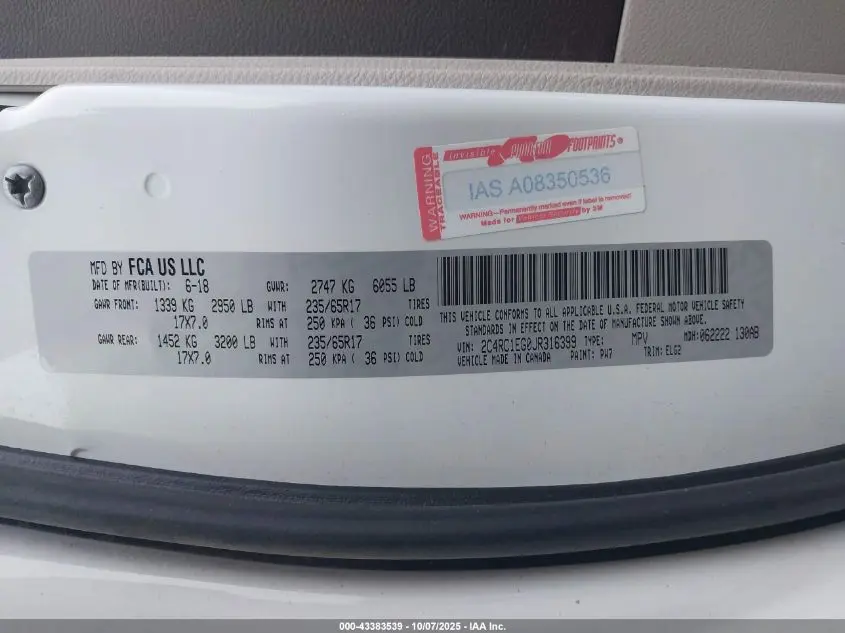 WARNING
TRACEABLE
Invisible PHANTOM FOOTPRINTS
IAS A08350536
WARNING—Permanently marked even if label is removed!
Made for Vehicle Security by 3M
MFD BY FCA US LLC
DATE OF MFR(BUILT): 6-18 GVWR: 2747 KG 6055 LB
GAWR FRONT: 1339 KG 2950 LB WITH 235/65R17 TIRES
17X7.0 RIMS AT 250 KPA ( 36 PSI) COLD
GAWR REAR: 1452 KG 3200 LB WITH 235/65R17 TIRES
17X7.0 RIMS AT 250 KPA ( 36 PSI) COLD
THIS VEHICLE CONFORMS TO ALL APPLICABLE U.S.A. FEDERAL MOTOR VEHICLE SAFETY
STANDARDS IN EFFECT ON THE DATE OF MANUFACTURE SHOWN ABOVE.
VIN: 2C4RC1EG0JR316399 TYPE: MPV MDH: 062222 130AB
VEHICLE MADE IN CANADA PAINT: PW7 TRIM: ELG2
000-43383539 - 10/07/2025 - IAA Inc.